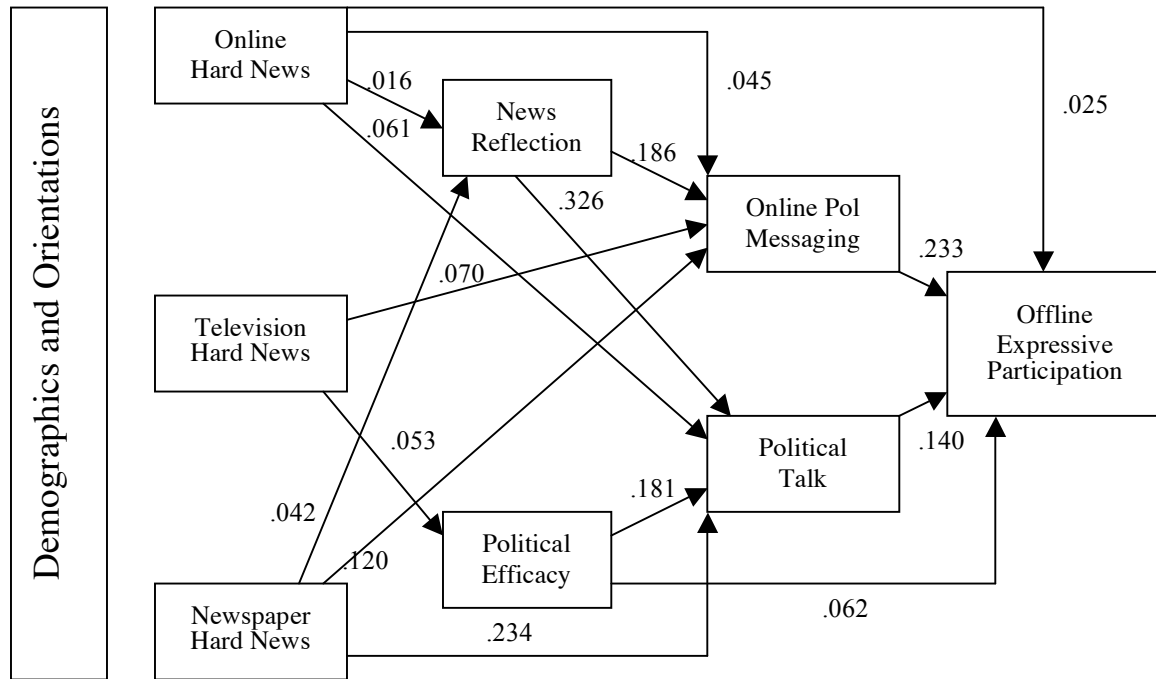 Demographics and Orientations
Online
Hard News
.016
.061
News
Reflection
.045
.025
.186
.326
Online Pol
Messaging
.233
.070
Television
Hard News
Offline
Expressive
Participation
.053
Political
Talk
.140
.042
.181
.120
Political
Efficacy
.062
Newspaper
Hard News
.234